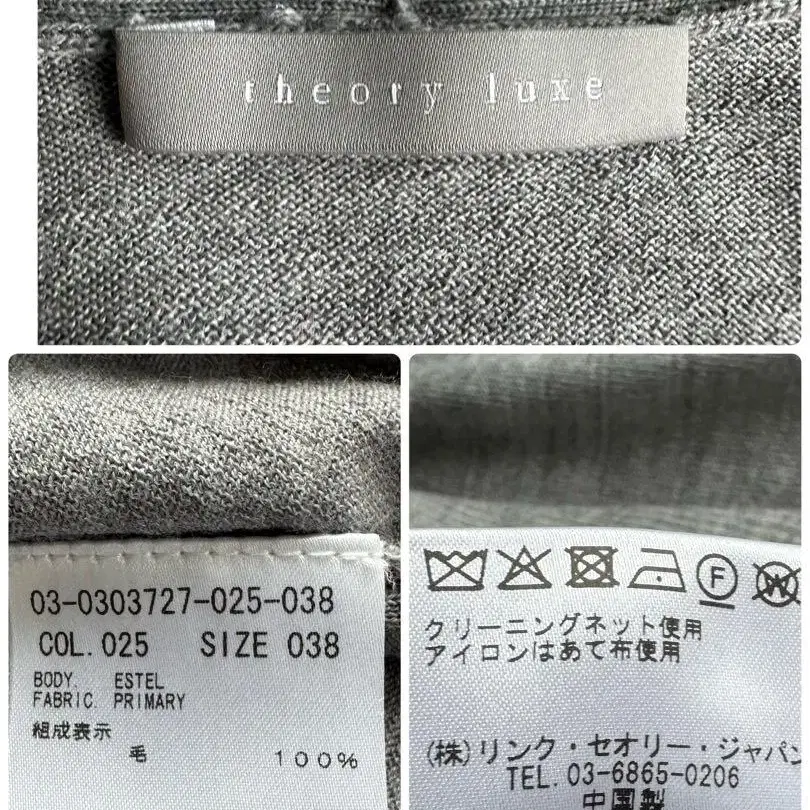 theory luxe
03-0303727-025-038
COL. 025 SIZE 038
BODY. ESTEL
FABRIC. PRIMARY
組成表示
毛 100%
F
W
クリーニングネット使用
アイロンはあて布使用
(株)リンク・セオリー・ジャパン
TEL. 03-6865-0206
中国製